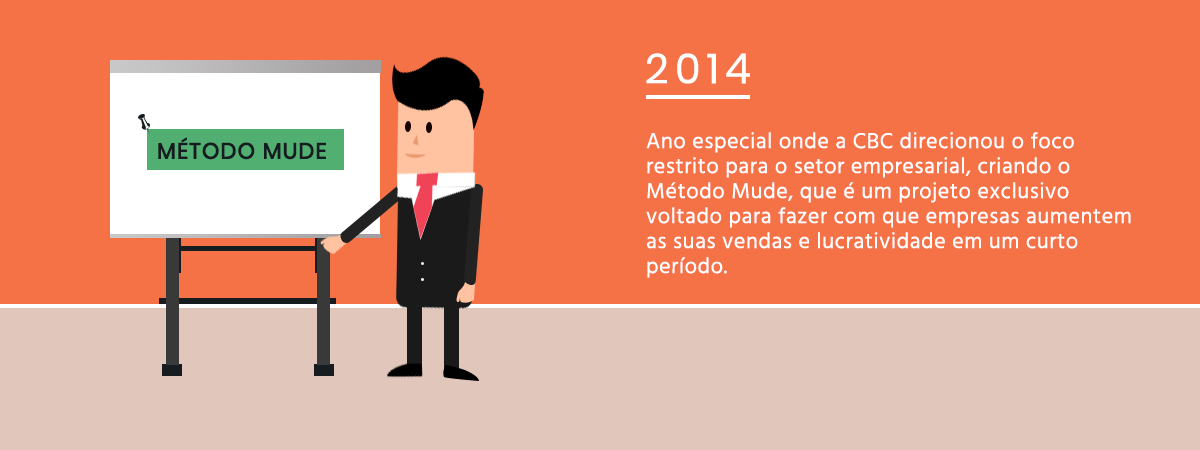 MÉTODO MUDE
2014
Ano especial onde a CBC direcionou o foco
restrito para o setor empresarial, criando o
Método Mude, que é um projeto exclusivo
voltado para fazer com que empresas aumentem
as suas vendas e lucratividade em um curto
período.